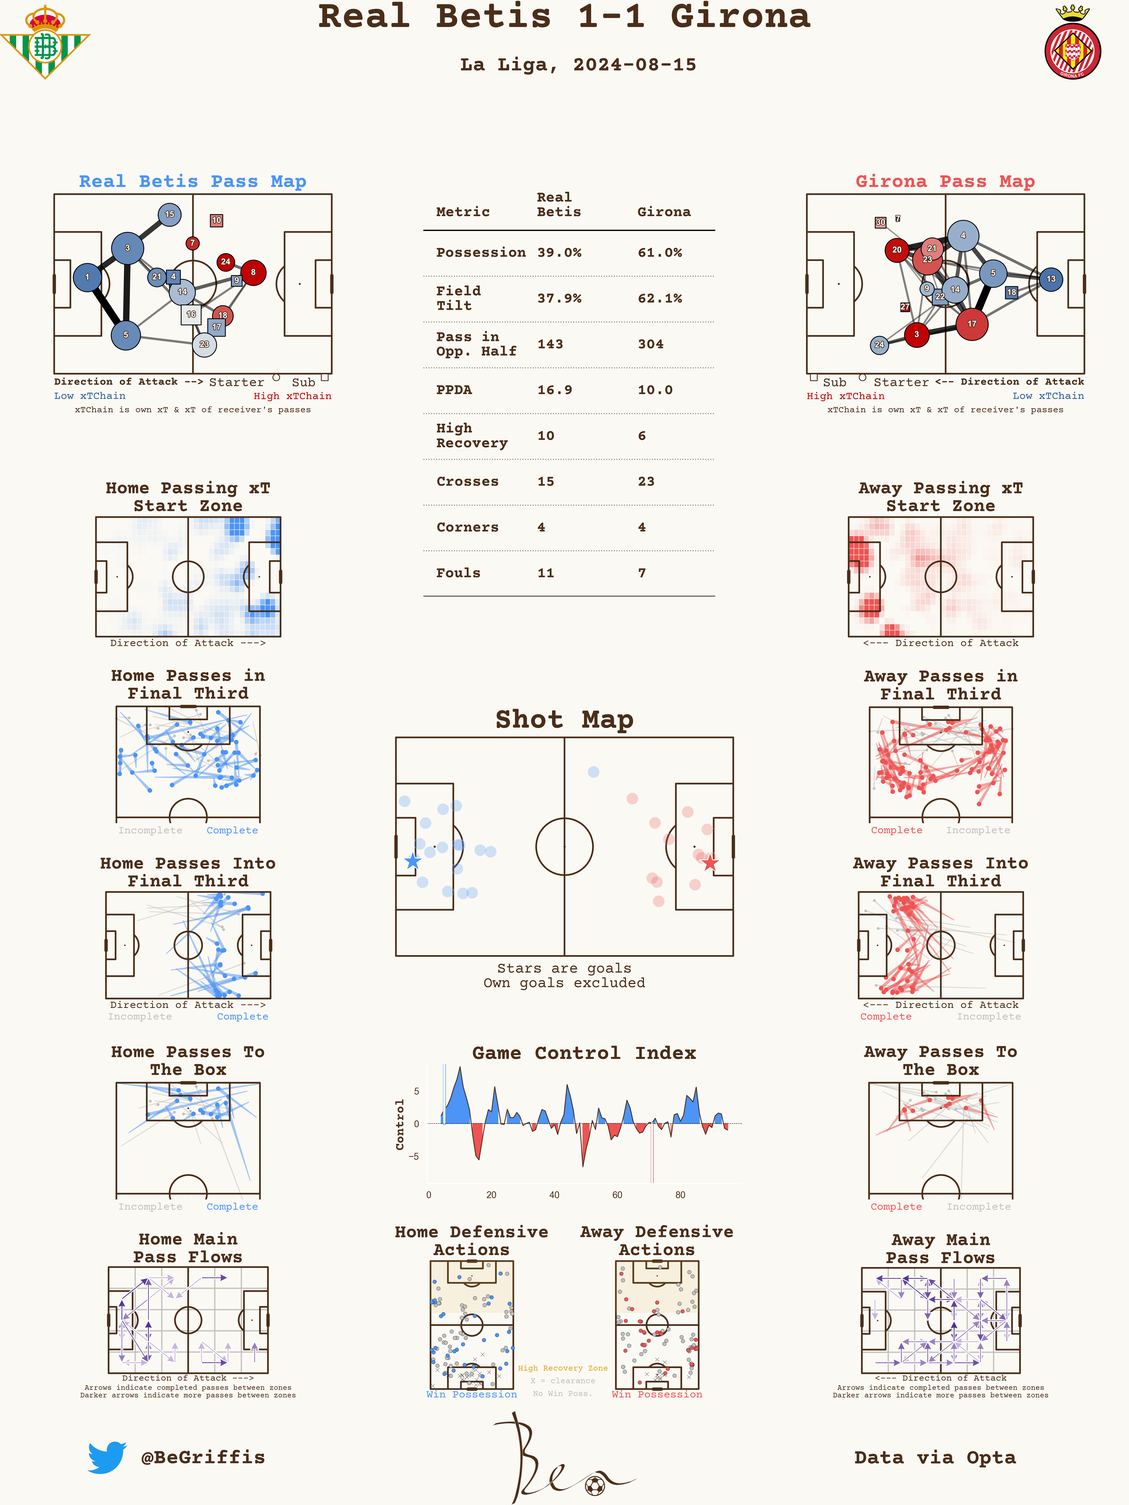 Real Betis 1-1 Girona
La Liga, 2024-08-15
GIRONA FC
Real Betis Pass Map
15
10
3
7
24
8
1
21
4
9
14
16
18
17
5
23
Direction of Attack --> Starter Sub
Low xTChain High xTChain
xTChain is own xT & xT of receiver's passes
Metric Real Betis Girona
Possession 39.0% 61.0%
Field Tilt 37.9% 62.1%
Pass in Opp. Half 143 304
PPDA 16.9 10.0
High Recovery 10 6
Crosses 15 23
Corners 4 4
Fouls 11 7
Girona Pass Map
30
7
4
20
21
23
5
13
9
14
22
18
27
17
3
24
Sub Starter <-- Direction of Attack
High xTChain Low xTChain
xTChain is own xT & xT of receiver's passes
Home Passing xT
Start Zone
Direction of Attack --->
Away Passing xT
Start Zone
<--- Direction of Attack
Home Passes in
Final Third
Incomplete Complete
Away Passes in
Final Third
Complete Incomplete
Shot Map
Stars are goals
Own goals excluded
Home Passes Into
Final Third
Direction of Attack --->
Incomplete Complete
Away Passes Into
Final Third
<--- Direction of Attack
Complete Incomplete
Home Passes To
The Box
Incomplete Complete
Game Control Index
Control
5
0
−5
0 20 40 60 80
Away Passes To
The Box
Complete Incomplete
Home Main
Pass Flows
Direction of Attack --->
Arrows indicate completed passes between zones
Darker arrows indicate more passes between zones
Home Defensive
Actions
Win Possession
High Recovery Zone
X = clearance
No Win Poss.
Away Defensive
Actions
Win Possession
Away Main
Pass Flows
<--- Direction of Attack
Arrows indicate completed passes between zones
Darker arrows indicate more passes between zones
@BeGriffis
Ben
Data via Opta